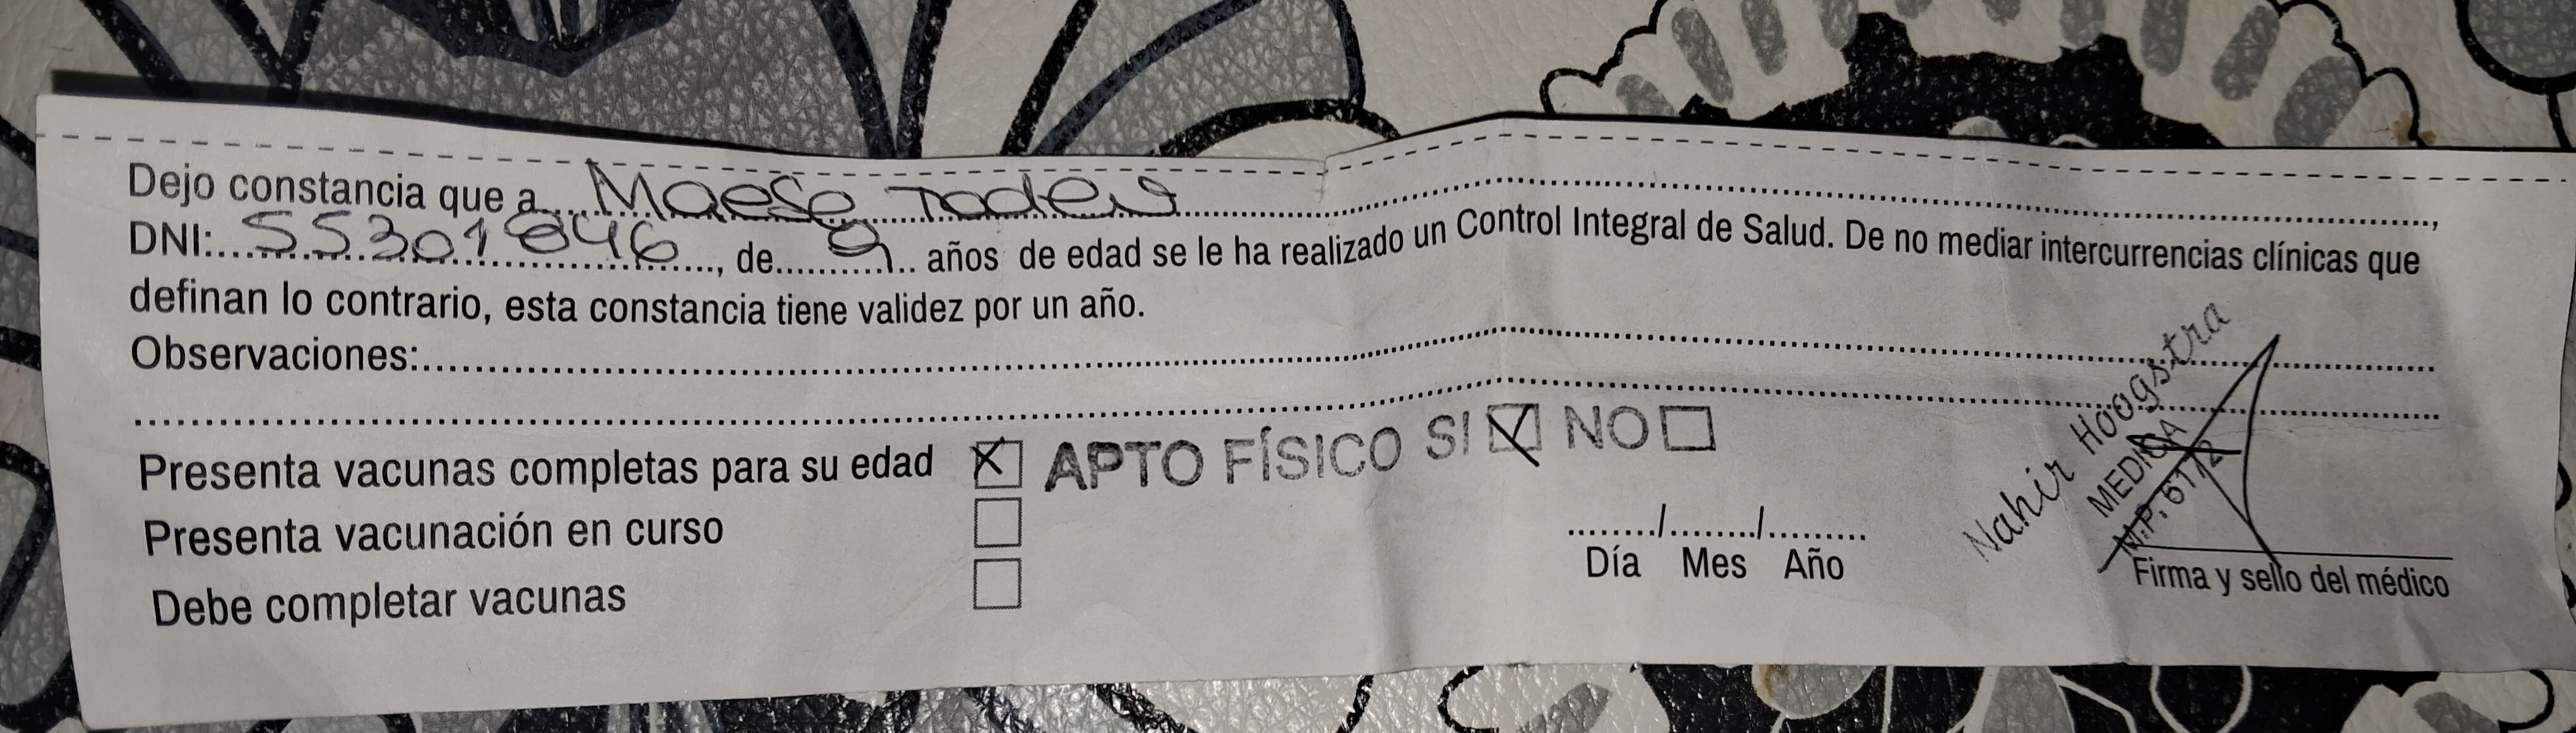 Dejo constancia que a Maese Tadeo,
DNI: 55301846, de 9 años de edad se le ha realizado un Control Integral de Salud. De no mediar intercurrencias clínicas que
definan lo contrario, esta constancia tiene validez por un año.
Observaciones:
Presenta vacunas completas para su edad APTO FÍSICO SI NO
Presenta vacunación en curso
Debe completar vacunas
Día Mes Año
Nahir Hoogstra
MEDICA
M.P.
Firma y sello del médico